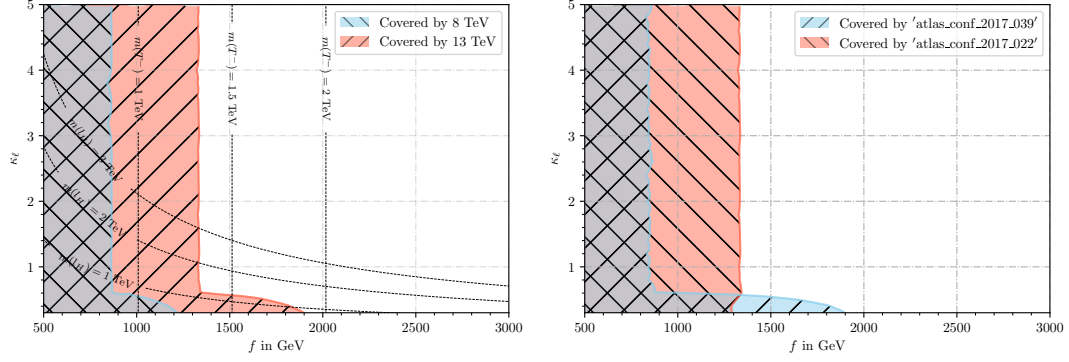 Covered by 8 TeV
Covered by 13 TeV
m(T⁻) = 1 TeV
m(T⁻) = 1.5 TeV
m(T⁻) = 2 TeV
m(l_H) = 2 TeV
m(l_H) = 1 TeV
κ_ℓ
5
4
3
2
1
500
1000
1500
2000
2500
3000
f in GeV
Covered by 'atlas_conf_2017_039'
Covered by 'atlas_conf_2017_022'
κ_ℓ
5
4
3
2
1
500
1000
1500
2000
2500
3000
f in GeV